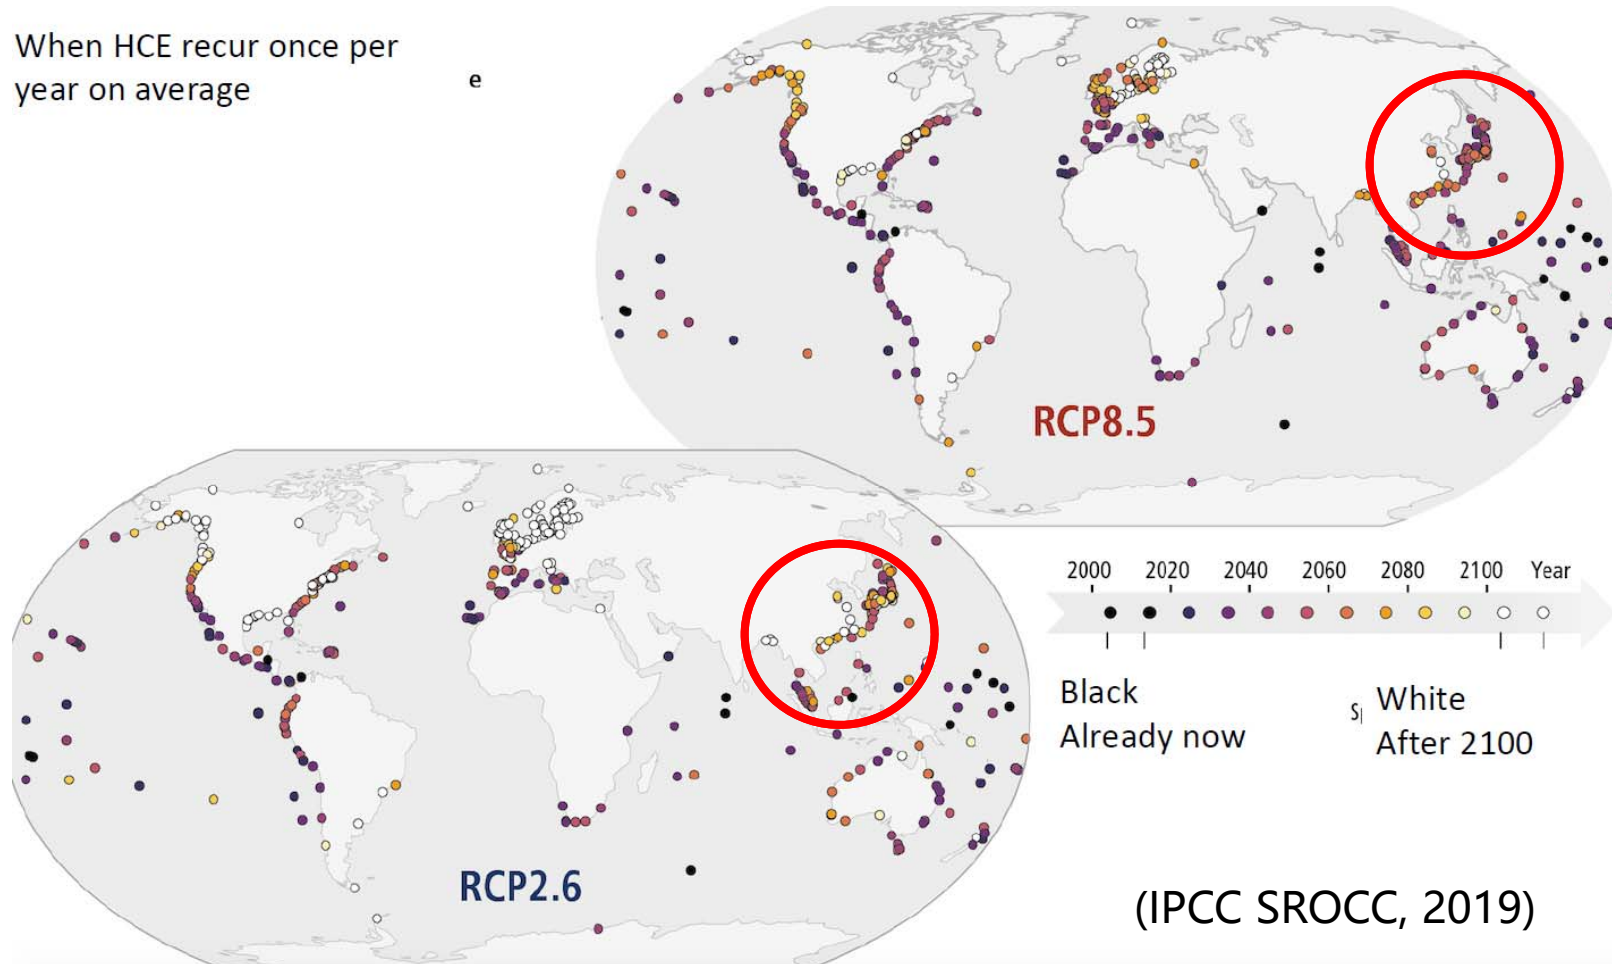 When HCE recur once per
year on average
e
RCP8.5
RCP2.6
2000 2020 2040 2060 2080 2100 Year
Black
Already now
White
After 2100
(IPCC SROCC, 2019)